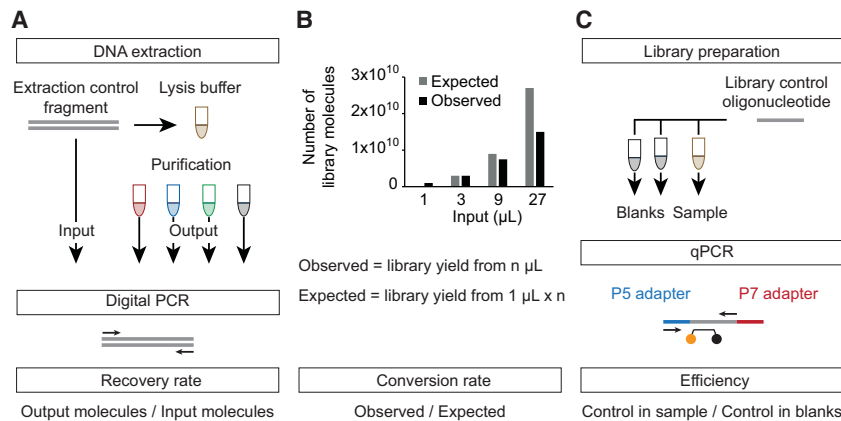 A
DNA extraction
Extraction control
fragment
Lysis buffer
Purification
Input
Output
Digital PCR
Recovery rate
Output molecules / Input molecules
B
Number of
library molecules
3x10¹⁰
2x10¹⁰
1x10¹⁰
0
Expected
Observed
1 3 9 27
Input (µL)
Observed = library yield from n µL
Expected = library yield from 1 µL x n
Conversion rate
Observed / Expected
C
Library preparation
Library control
oligonucleotide
Blanks Sample
qPCR
P5 adapter P7 adapter
Efficiency
Control in sample / Control in blanks